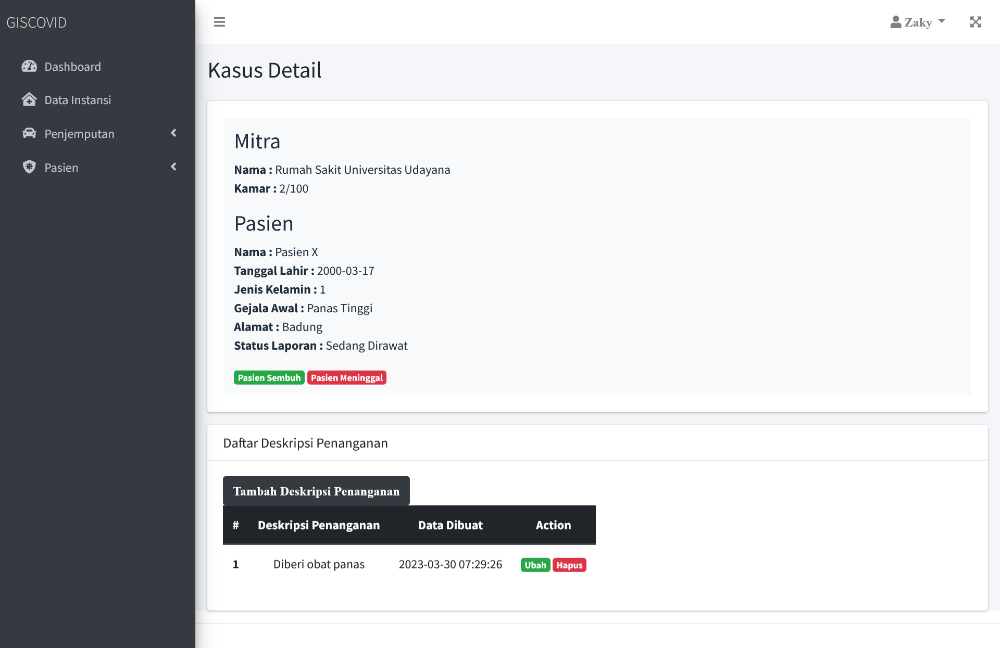 GISCOVID
Zaky
Dashboard
Data Instansi
Penjemputan
Pasien
Kasus Detail
Mitra
Nama : Rumah Sakit Universitas Udayana
Kamar : 2/100
Pasien
Nama : Pasien X
Tanggal Lahir : 2000-03-17
Jenis Kelamin : 1
Gejala Awal : Panas Tinggi
Alamat : Badung
Status Laporan : Sedang Dirawat
Pasien Sembuh Pasien Meninggal
Daftar Deskripsi Penanganan
Tambah Deskripsi Penanganan
# Deskripsi Penanganan Data Dibuat Action
1 Diberi obat panas 2023-03-30 07:29:26 Ubah Hapus